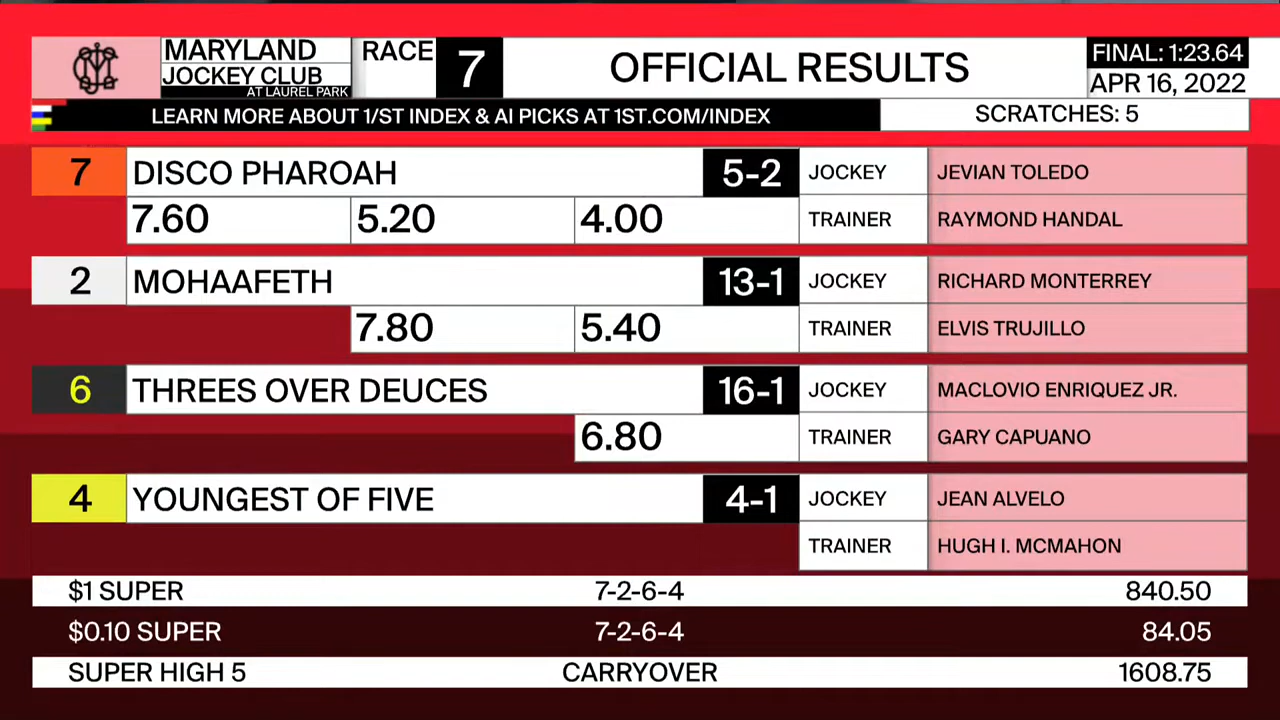 MARYLAND
JOCKEY CLUB
AT LAUREL PARK
RACE 7
OFFICIAL RESULTS
FINAL: 1:23.64
APR 16, 2022
LEARN MORE ABOUT 1/ST INDEX & AI PICKS AT 1ST.COM/INDEX
SCRATCHES: 5
7 DISCO PHAROAH 5-2 JOCKEY JEVIAN TOLEDO
7.60 5.20 4.00 TRAINER RAYMOND HANDAL
2 MOHAAFETH 13-1 JOCKEY RICHARD MONTERREY
7.80 5.40 TRAINER ELVIS TRUJILLO
6 THREES OVER DEUCES 16-1 JOCKEY MACLOVIO ENRIQUEZ JR.
6.80 TRAINER GARY CAPUANO
4 YOUNGEST OF FIVE 4-1 JOCKEY JEAN ALVELO
TRAINER HUGH I. MCMAHON
$1 SUPER 7-2-6-4 840.50
$0.10 SUPER 7-2-6-4 84.05
SUPER HIGH 5 CARRYOVER 1608.75